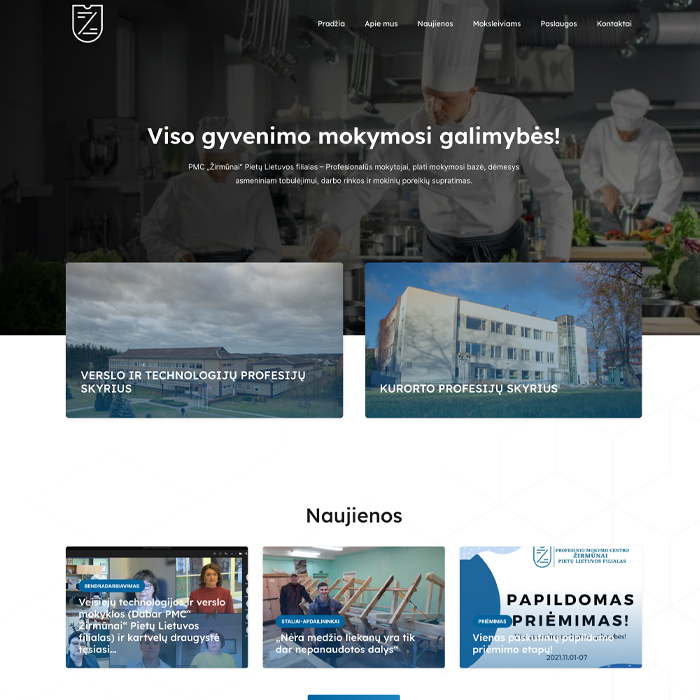 Pradžia Apie mus Naujienos Moksleiviams Paslaugos Kontaktai
Viso gyvenimo mokymosi galimybės!
PMC „Žirmūnai“ Pietų Lietuvos filialas – Profesionalūs mokytojai, plati mokymosi bazė, dėmesys
asmeniniam tobulėjimui, darbo rinkos ir mokinių poreikių supratimas.
VERSLO IR TECHNOLOGIJŲ PROFESIJŲ
SKYRIUS
KURORTO PROFESIJŲ SKYRIUS
Naujienos
BENDRADARBIAVIMAS
Veisiejų technologijos ir verslo
mokyklos (Dabar PMC“
Žirmūnai“ Pietų Lietuvos
filialas) ir kartvelų draugystė
tęsiasi...
STALIAI-APDAILININKAI
„Nėra medžio liekanų yra tik
dar nepanaudotos dalys“
PROFESINIO MOKYMO CENTRO
ŽIRMŪNAI
PIETŲ LIETUVOS FILIALAS
PAPILDOMAS
PRIĖMIMAS!
PRIĖMIMAS
Vienas paskutinių papildomo
priėmimo etapų!
2021.11.01-07